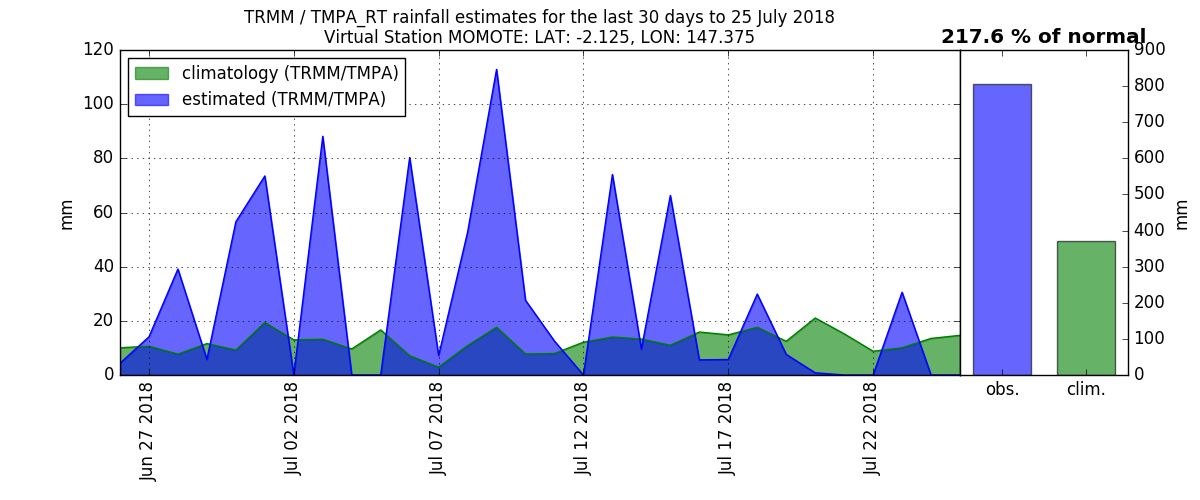 TRMM / TMPA_RT rainfall estimates for the last 30 days to 25 July 2018
Virtual Station MOMOTE: LAT: -2.125, LON: 147.375
217.6 % of normal
climatology (TRMM/TMPA)
estimated (TRMM/TMPA)
mm
120
100
80
60
40
20
0
Jun 27 2018
Jul 02 2018
Jul 07 2018
Jul 12 2018
Jul 17 2018
Jul 22 2018
900
800
700
600
500
400
300
200
100
0
mm
obs.
clim.